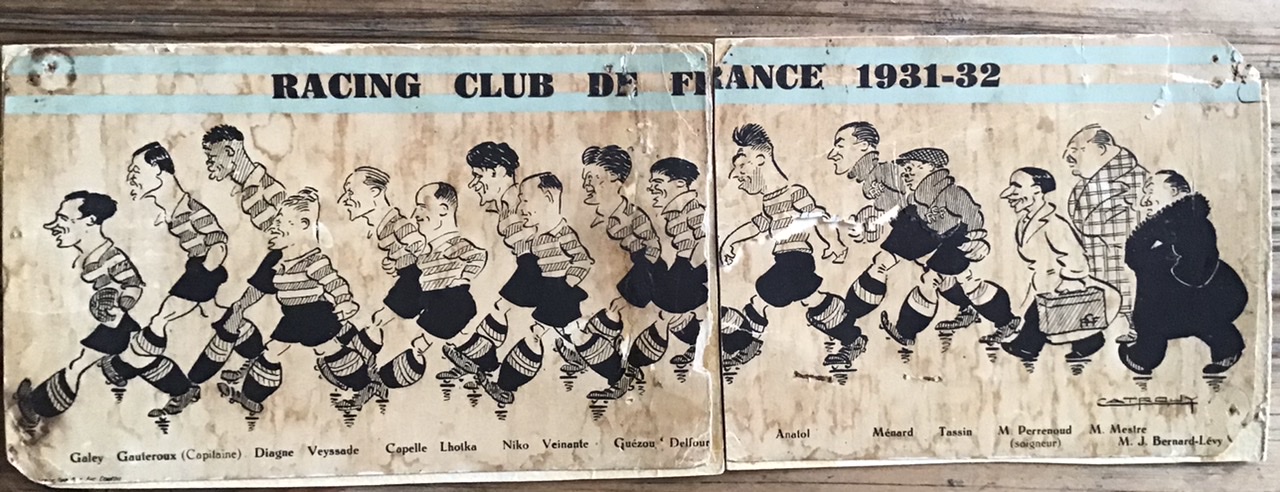 RACING CLUB DE FRANCE 1931-32
CATROUX
Galey Gauteroux (Capitaine) Diagne Veyssade Capelle Lhotka Niko Veinante Guézou Delfour Anatol Ménard Tassin M. Perrenoud M. Mestre
(soigneur) M. J. Bernard-Lévy